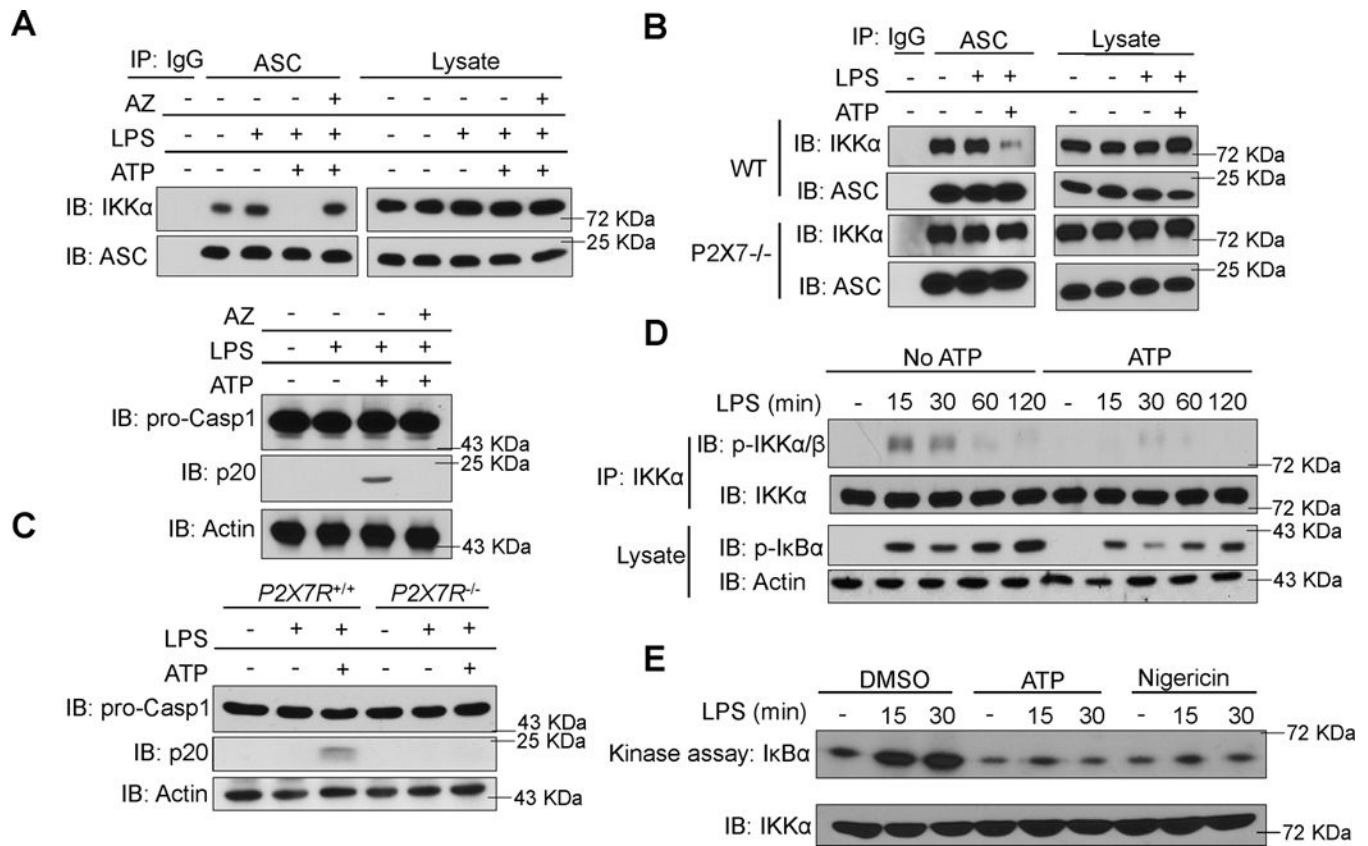 A
IP: IgG ASC Lysate
AZ - - - - + - - - - +
LPS - - + + + - - + + +
ATP - - - + + - - - + +
IB: IKKα 72 KDa
IB: ASC 25 KDa
AZ - - - +
LPS - + + +
ATP - - + +
IB: pro-Casp1 43 KDa
IB: p20 25 KDa
IB: Actin 43 KDa
B
IP: IgG ASC Lysate
LPS - - + + - - + +
ATP - - - + - - - +
WT
IB: IKKα 72 KDa
IB: ASC 25 KDa
P2X7-/-
IB: IKKα 72 KDa
IB: ASC 25 KDa
C
P2X7R+/+ P2X7R-/-
LPS - + + - + +
ATP - - + - - +
IB: pro-Casp1 43 KDa
IB: p20 25 KDa
IB: Actin 43 KDa
D
No ATP ATP
LPS (min) - 15 30 60 120 - 15 30 60 120
IP: IKKα
IB: p-IKKα/β 72 KDa
IB: IKKα 72 KDa
Lysate
IB: p-IκBα 43 KDa
IB: Actin 43 KDa
E
DMSO ATP Nigericin
LPS (min) - 15 30 - 15 30 - 15 30
Kinase assay: IκBα 72 KDa
IB: IKKα 72 KDa